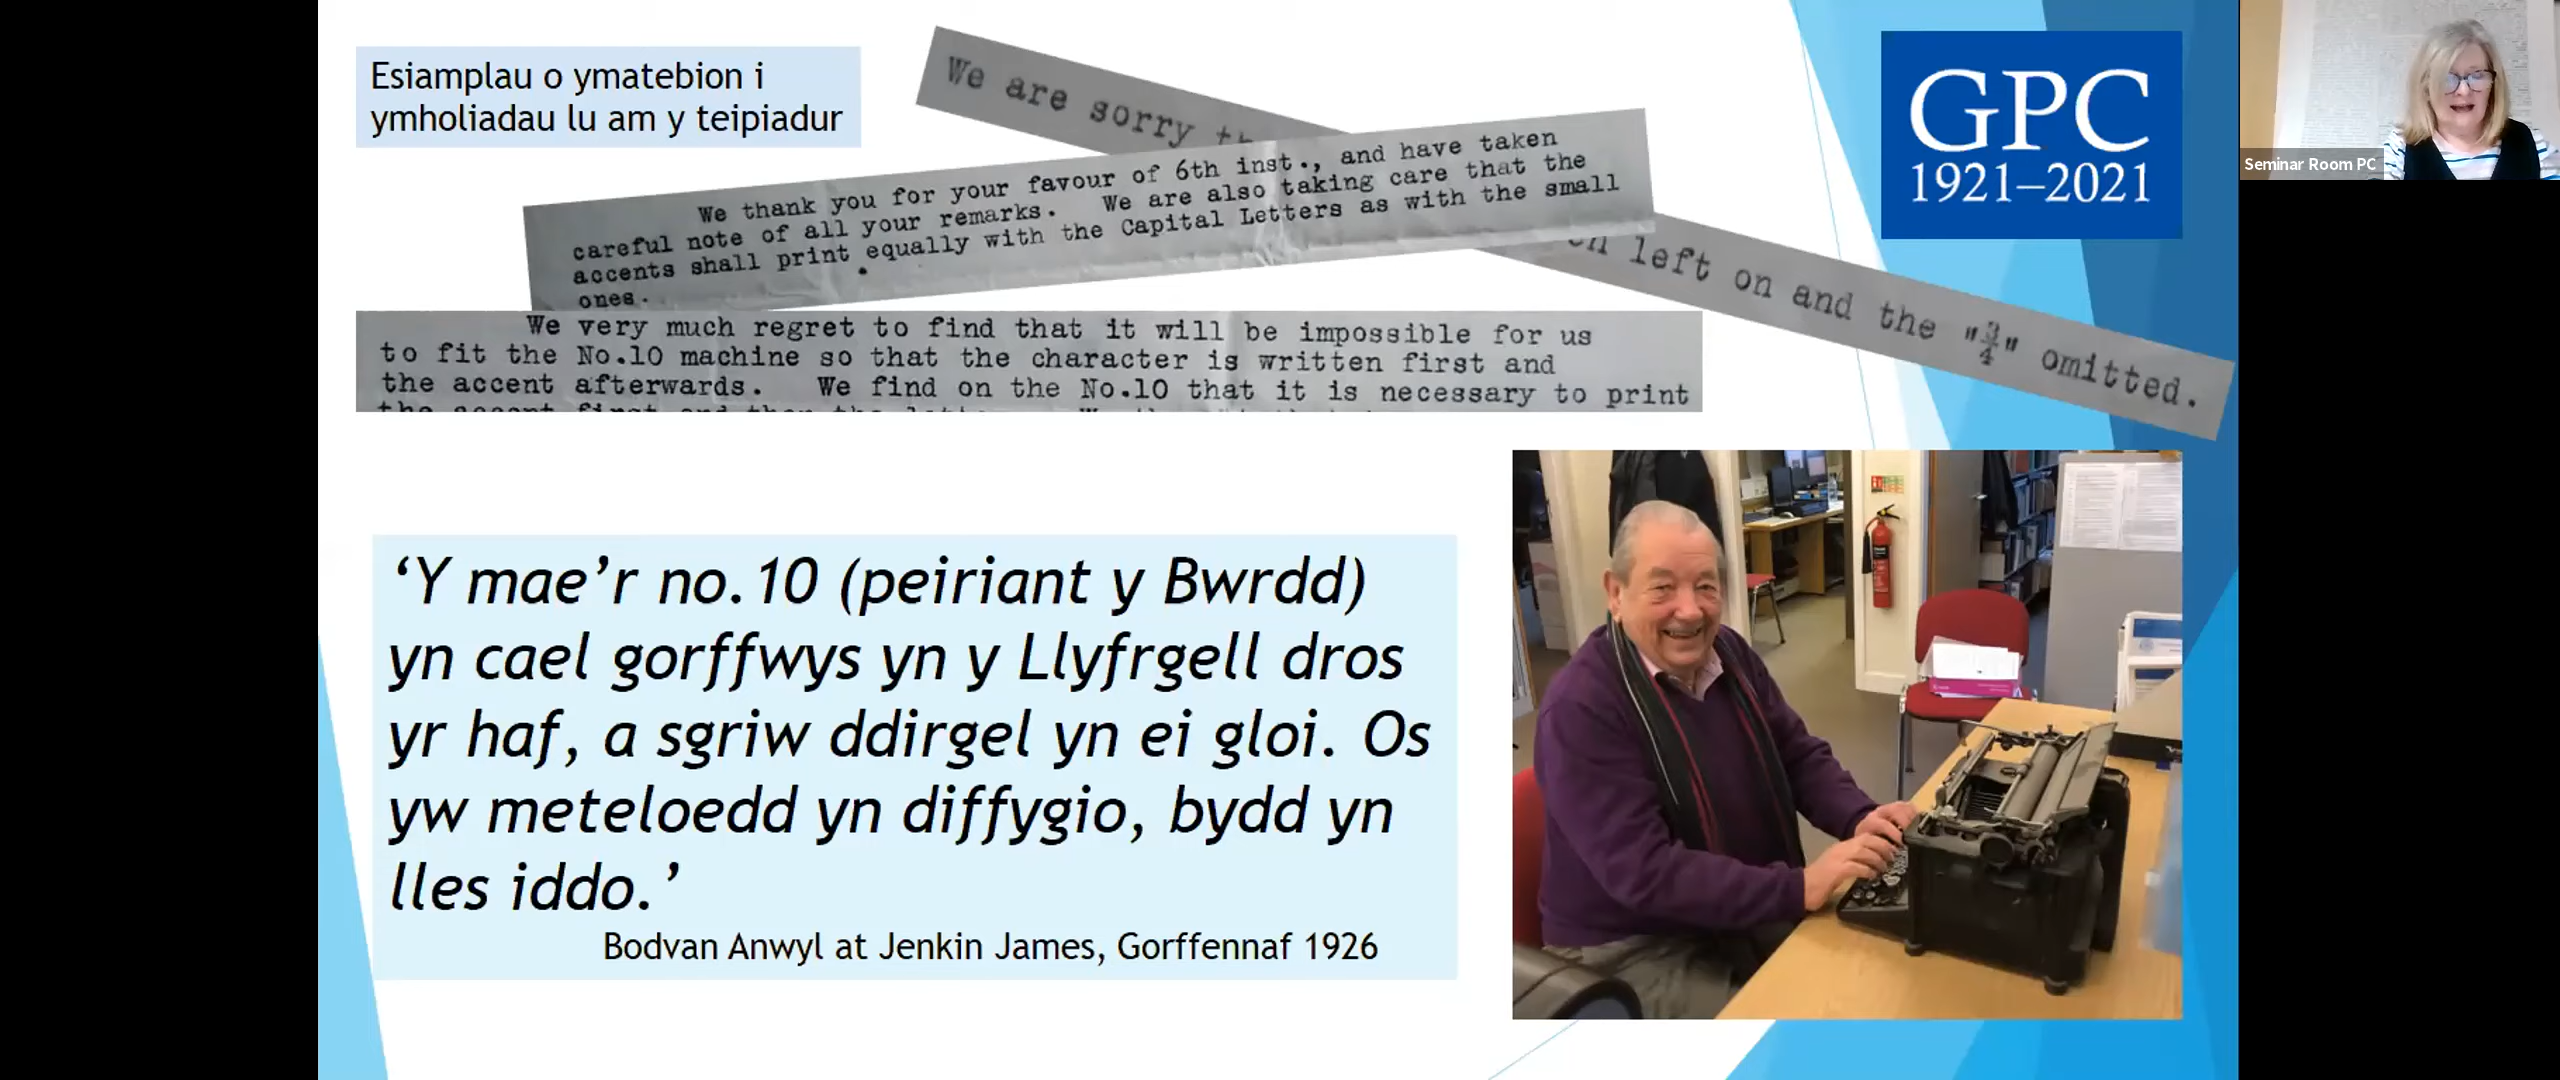 Esiamplau o ymatebion i
ymholiadau lu am y teipiadur
We are sorry
left on and the "¾" omitted.
We thank you for your favour of 6th inst., and have taken
careful note of all your remarks. We are also taking care that the
accents shall print equally with the Capital Letters as with the small
ones.
We very much regret to find that it will be impossible for us
to fit the No.10 machine so that the character is written first and
the accent afterwards. We find on the No.10 that it is necessary to print
GPC
1921–2021
Seminar Room PC
‘Y mae’r no.10 (peiriant y Bwrdd)
yn cael gorffwys yn y Llyfrgell dros
yr haf, a sgriw ddirgel yn ei gloi. Os
yw meteloedd yn diffygio, bydd yn
lles iddo.’
Bodvan Anwyl at Jenkin James, Gorffennaf 1926